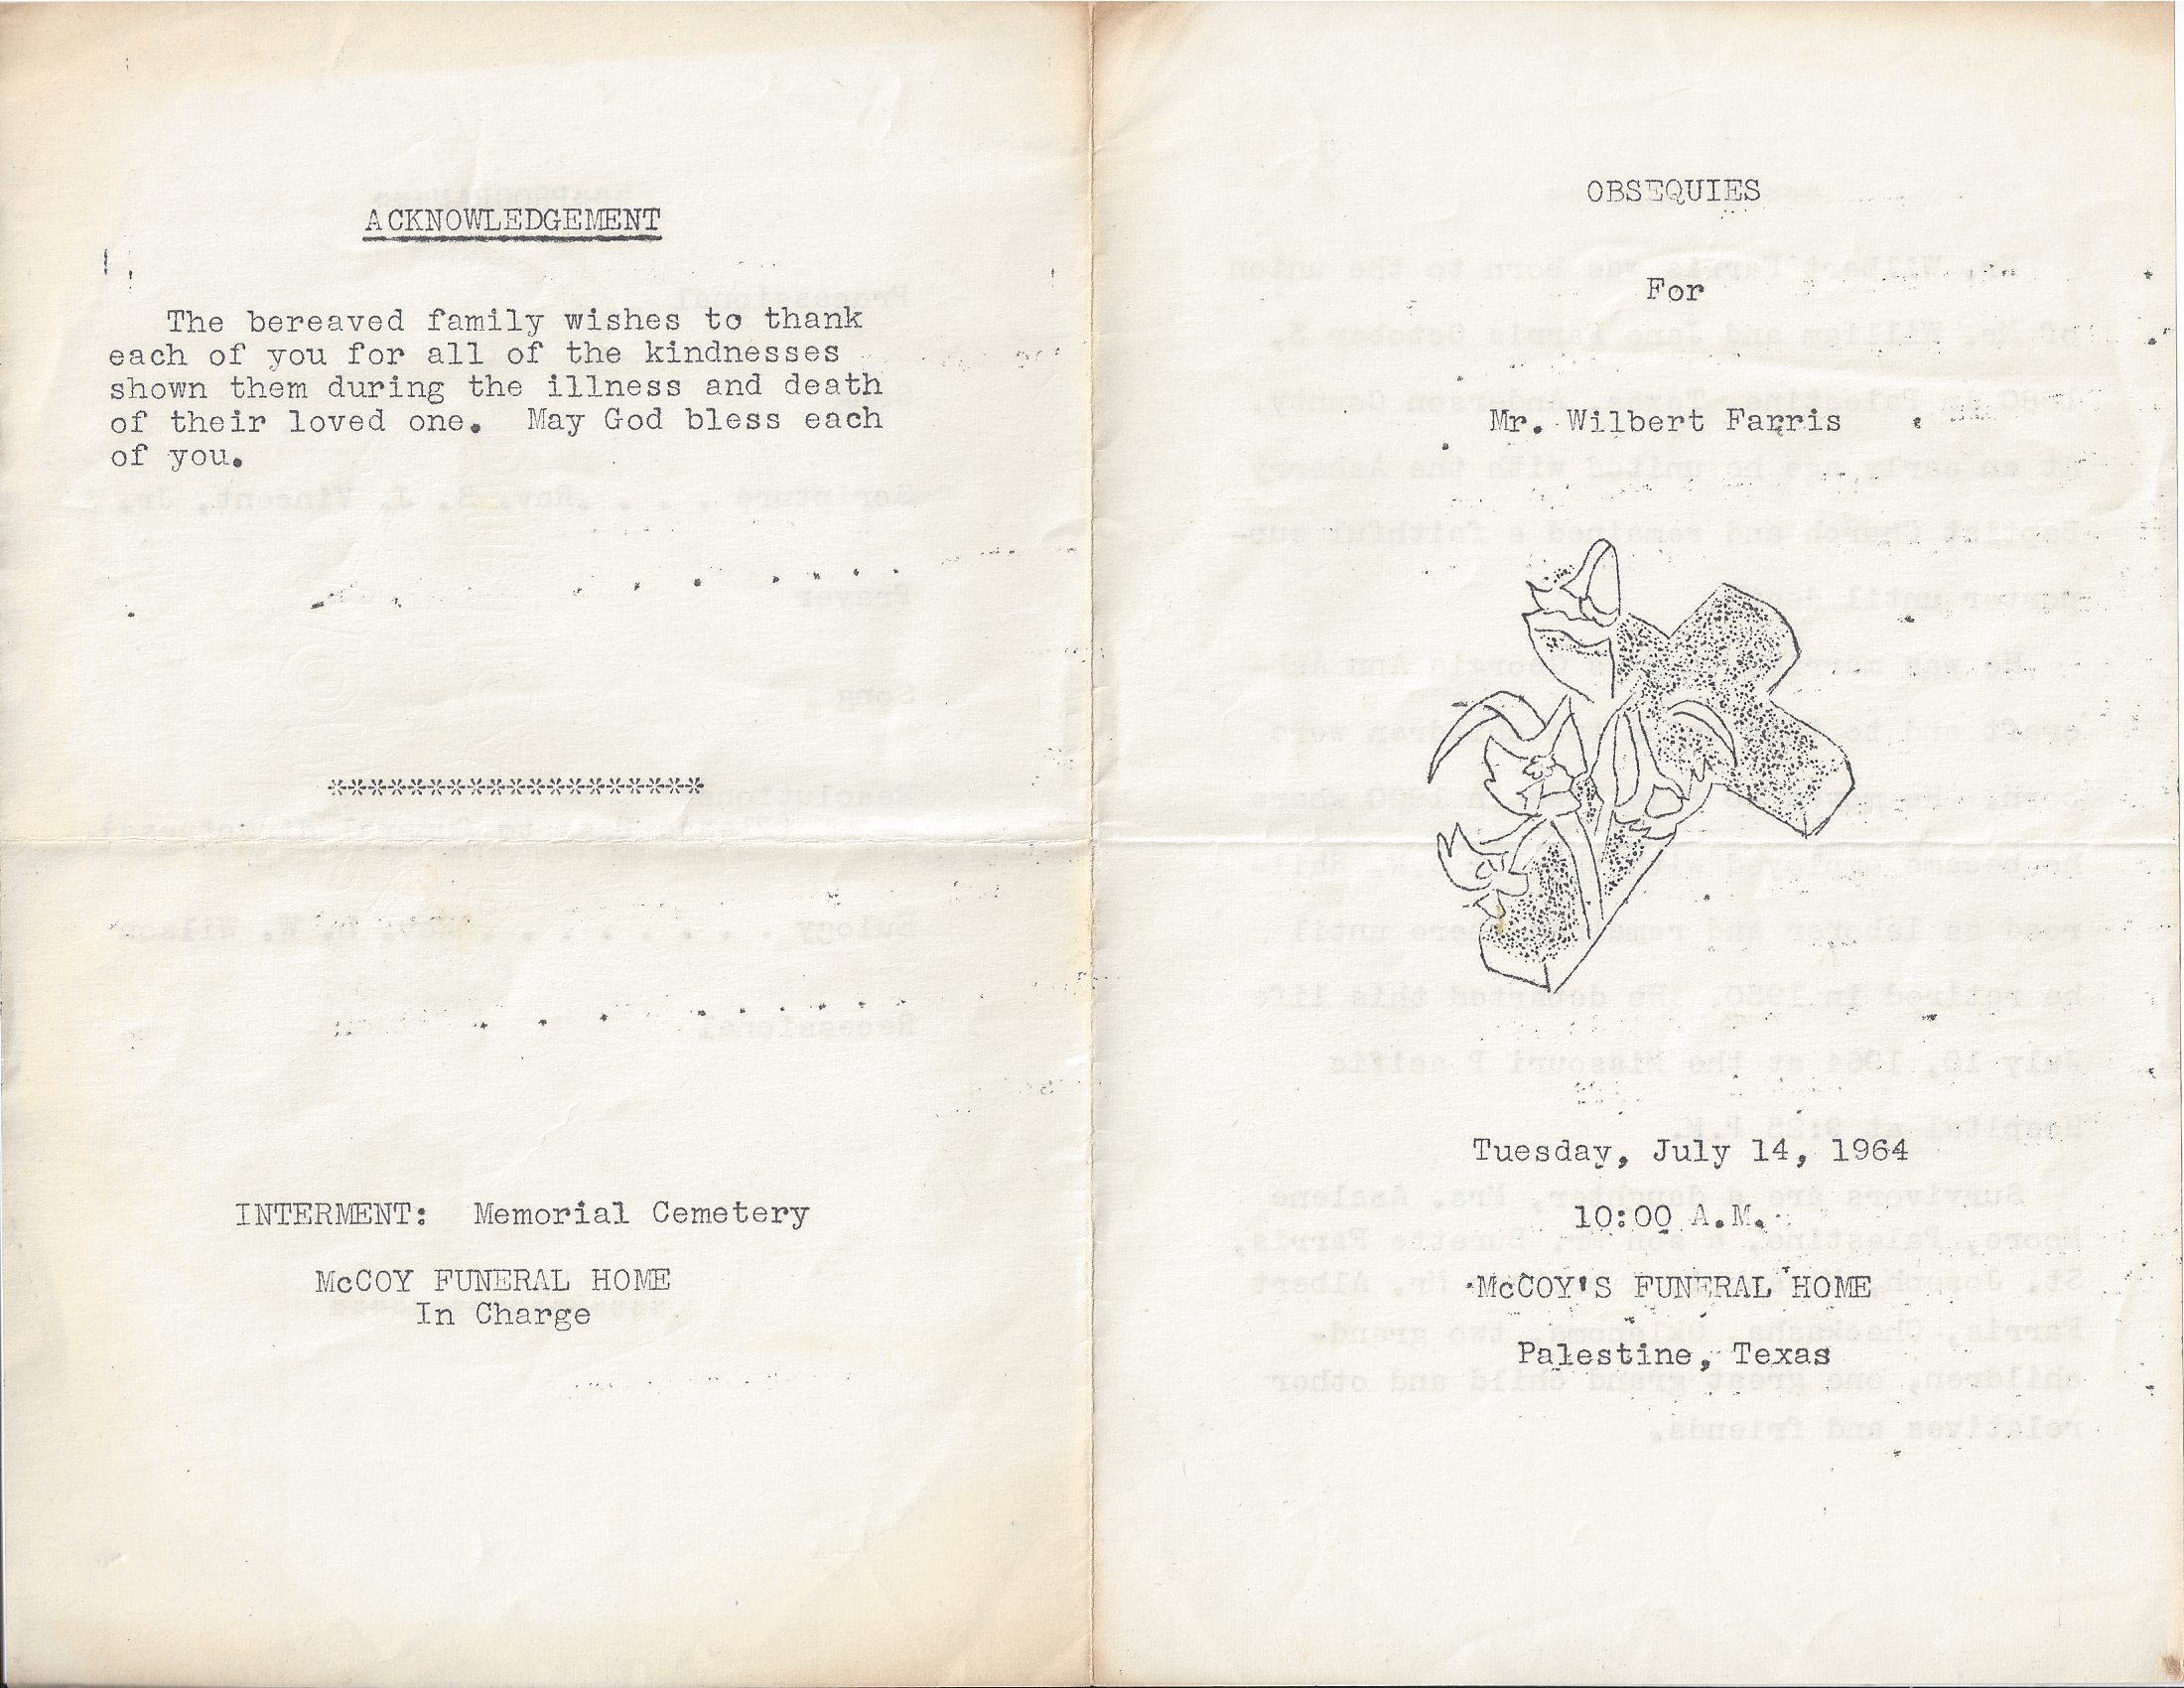 ACKNOWLEDGEMENT
The bereaved family wishes to thank
each of you for all of the kindnesses
shown them during the illness and death
of their loved one. May God bless each
of you.
*******************
INTERMENT: Memorial Cemetery
McCOY FUNERAL HOME
In Charge
OBSEQUIES
For
Mr. Wilbert Farris
Tuesday, July 14, 1964
10:00 A.M.
McCOY'S FUNERAL HOME
Palestine, Texas